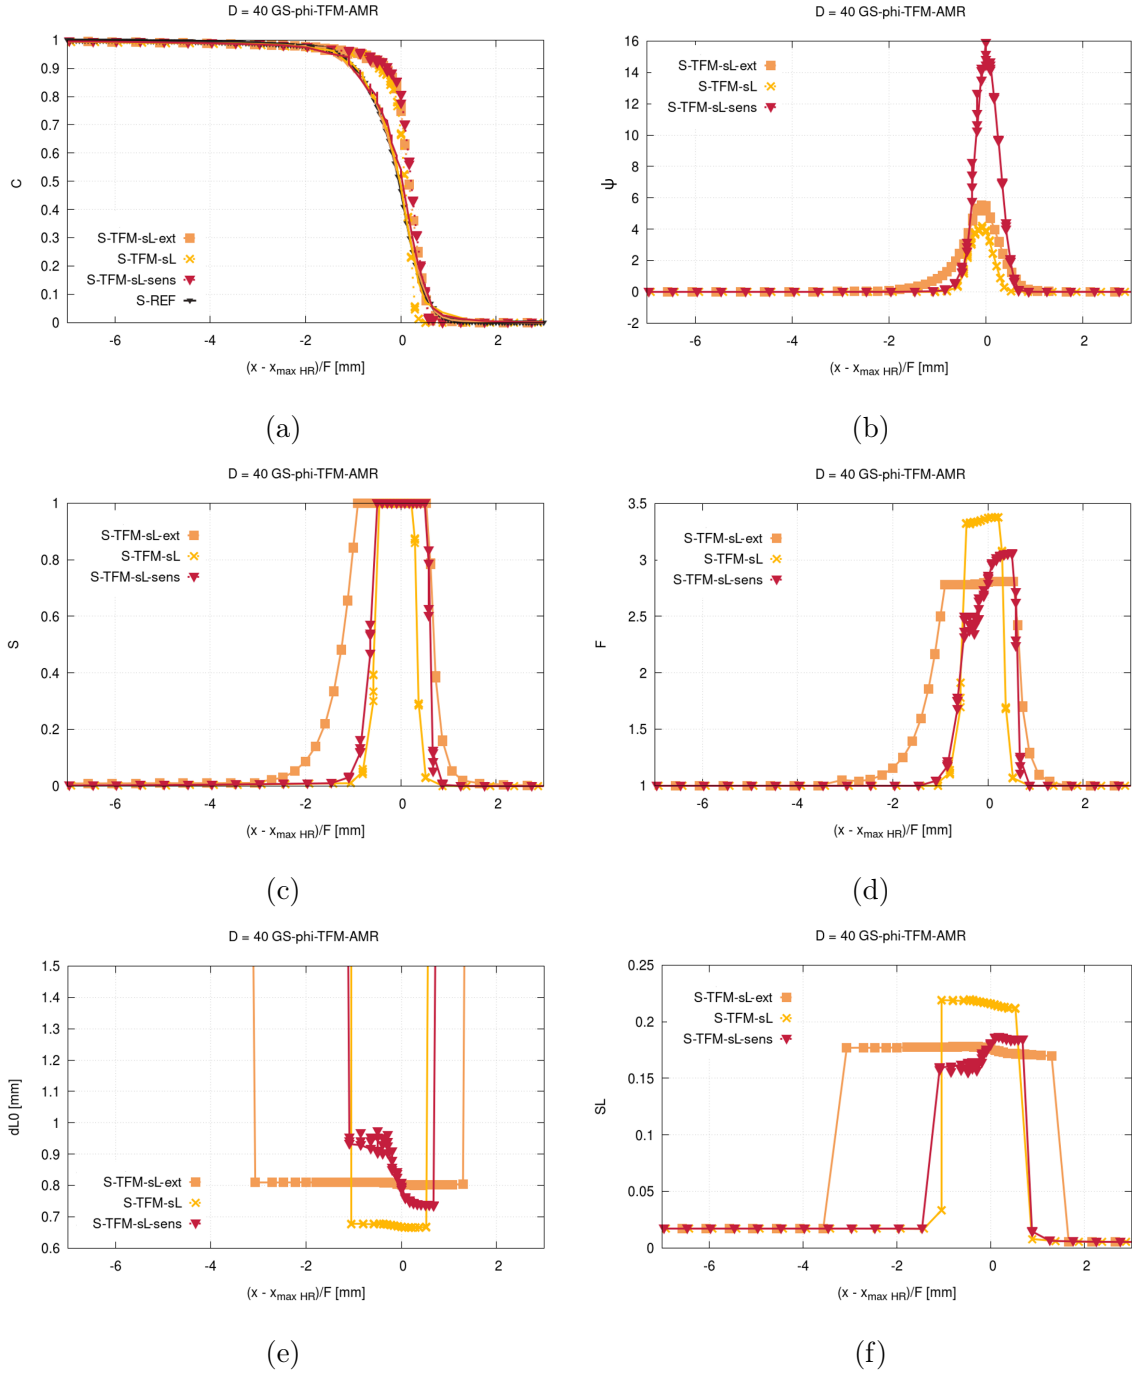 D = 40 GS-phi-TFM-AMR
1
0.9
0.8
0.7
0.6
0.5
0.4
0.3
0.2
0.1
0
C
S-TFM-sL-ext
S-TFM-sL
S-TFM-sL-sens
S-REF
-6 -4 -2 0 2
(x - xmax HR)/F [mm]
(a)
D = 40 GS-phi-TFM-AMR
16
14
12
10
8
6
4
2
0
-2
ψ
S-TFM-sL-ext
S-TFM-sL
S-TFM-sL-sens
-6 -4 -2 0 2
(x - xmax HR)/F [mm]
(b)
D = 40 GS-phi-TFM-AMR
1
0.8
0.6
0.4
0.2
0
S
S-TFM-sL-ext
S-TFM-sL
S-TFM-sL-sens
-6 -4 -2 0 2
(x - xmax HR)/F [mm]
(c)
D = 40 GS-phi-TFM-AMR
3.5
3
2.5
2
1.5
1
F
S-TFM-sL-ext
S-TFM-sL
S-TFM-sL-sens
-6 -4 -2 0 2
(x - xmax HR)/F [mm]
(d)
D = 40 GS-phi-TFM-AMR
1.5
1.4
1.3
1.2
1.1
1
0.9
0.8
0.7
0.6
dL0 [mm]
S-TFM-sL-ext
S-TFM-sL
S-TFM-sL-sens
-6 -4 -2 0 2
(x - xmax HR)/F [mm]
(e)
D = 40 GS-phi-TFM-AMR
0.25
0.2
0.15
0.1
0.05
0
SL
S-TFM-sL-ext
S-TFM-sL
S-TFM-sL-sens
-6 -4 -2 0 2
(x - xmax HR)/F [mm]
(f)